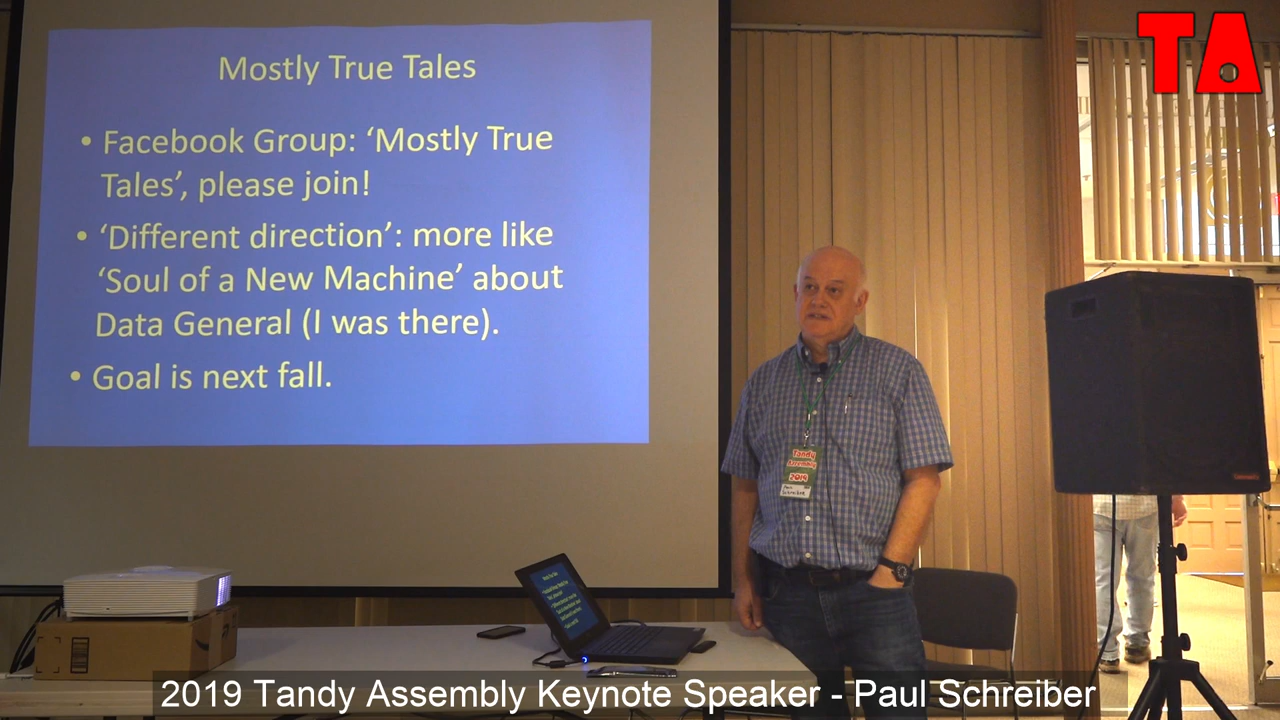 TA
Mostly True Tales
• Facebook Group: ‘Mostly True
Tales’, please join!
• ‘Different direction’: more like
‘Soul of a New Machine’ about
Data General (I was there).
• Goal is next fall.
Tandy
Assembly
2019
Paul
Schreiber
2019 Tandy Assembly Keynote Speaker - Paul Schreiber